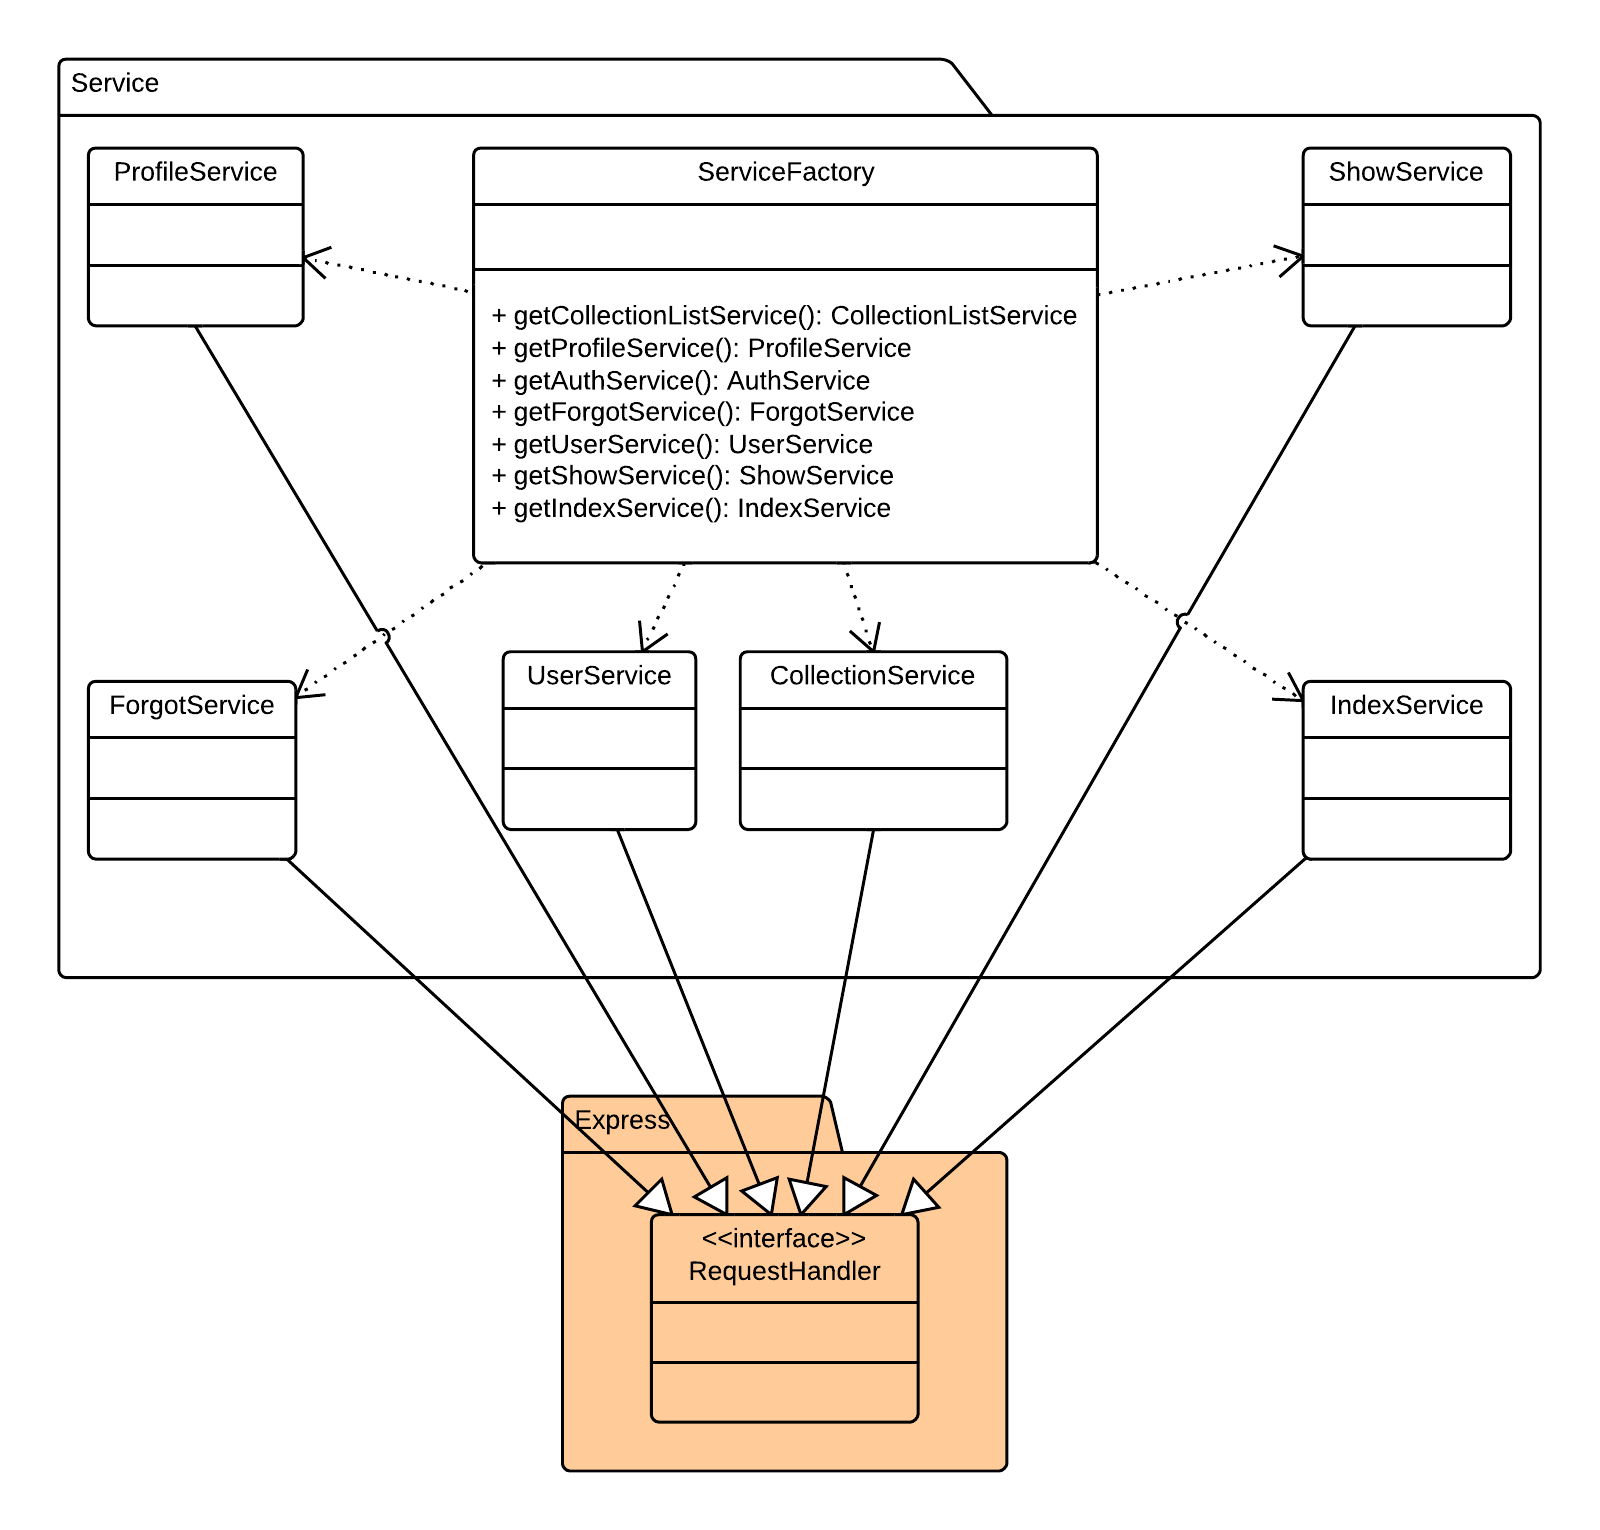 Service
ProfileService
ServiceFactory
ShowService
+ getCollectionListService(): CollectionListService
+ getProfileService(): ProfileService
+ getAuthService(): AuthService
+ getForgotService(): ForgotService
+ getUserService(): UserService
+ getShowService(): ShowService
+ getIndexService(): IndexService
ForgotService
UserService
CollectionService
IndexService
Express
<<interface>>
RequestHandler